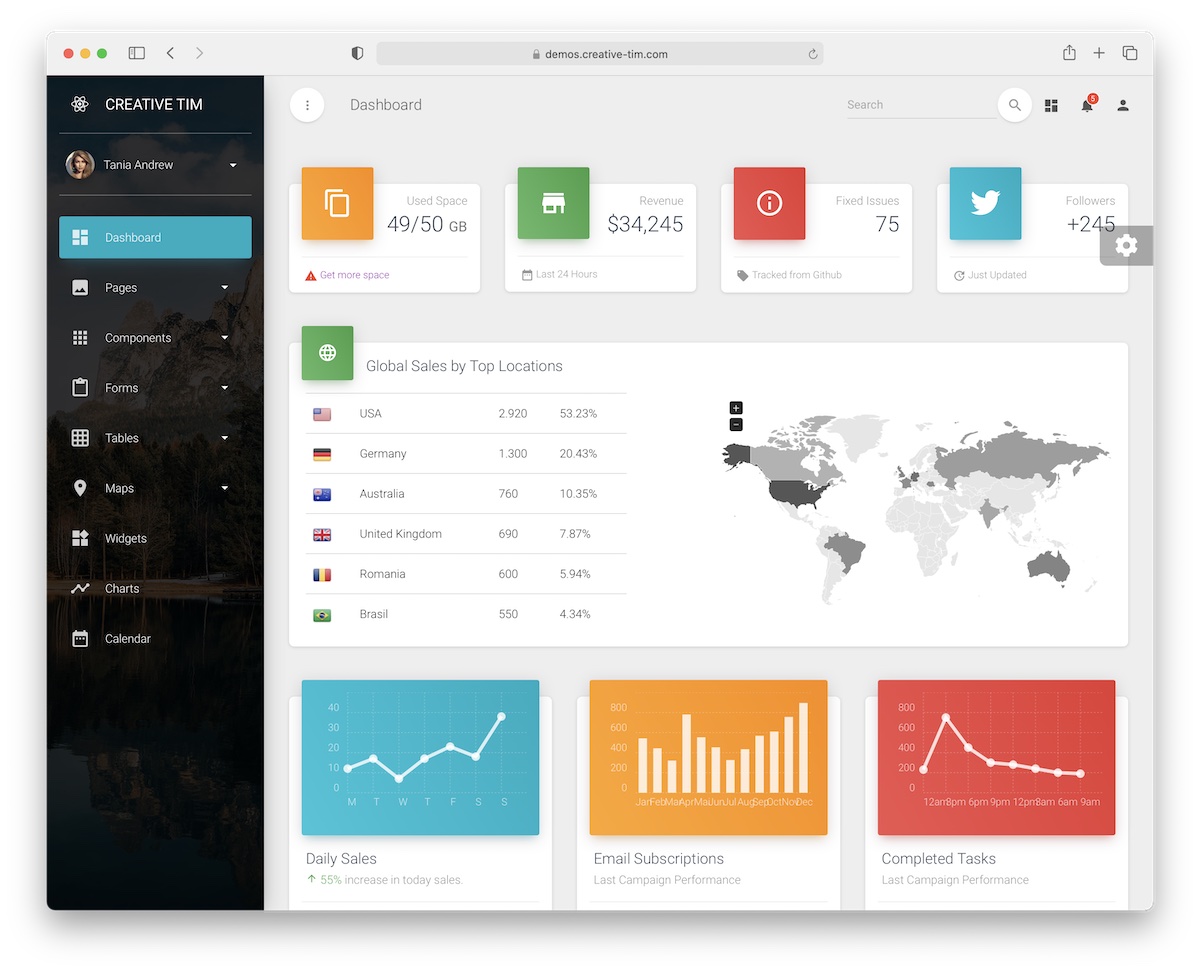 demos.creative-tim.com
CREATIVE TIM
Tania Andrew
Dashboard
Pages
Components
Forms
Tables
Maps
Widgets
Charts
Calendar
Dashboard
Search
5
Used Space
49/50 GB
Get more space
Revenue
$34,245
Last 24 Hours
Fixed Issues
75
Tracked from Github
Followers
+245
Just Updated
Global Sales by Top Locations
USA 2.920 53.23%
Germany 1.300 20.43%
Australia 760 10.35%
United Kingdom 690 7.87%
Romania 600 5.94%
Brasil 550 4.34%
+
−
40
30
20
10
0
M T W T F S S
Daily Sales
55% increase in today sales.
800
600
400
200
0
Jan Feb Mar Apr Mai Jun Jul Aug Sep Oct Nov Dec
Email Subscriptions
Last Campaign Performance
800
600
400
200
0
12am 3pm 6pm 9pm 12pm 3am 6am 9am
Completed Tasks
Last Campaign Performance